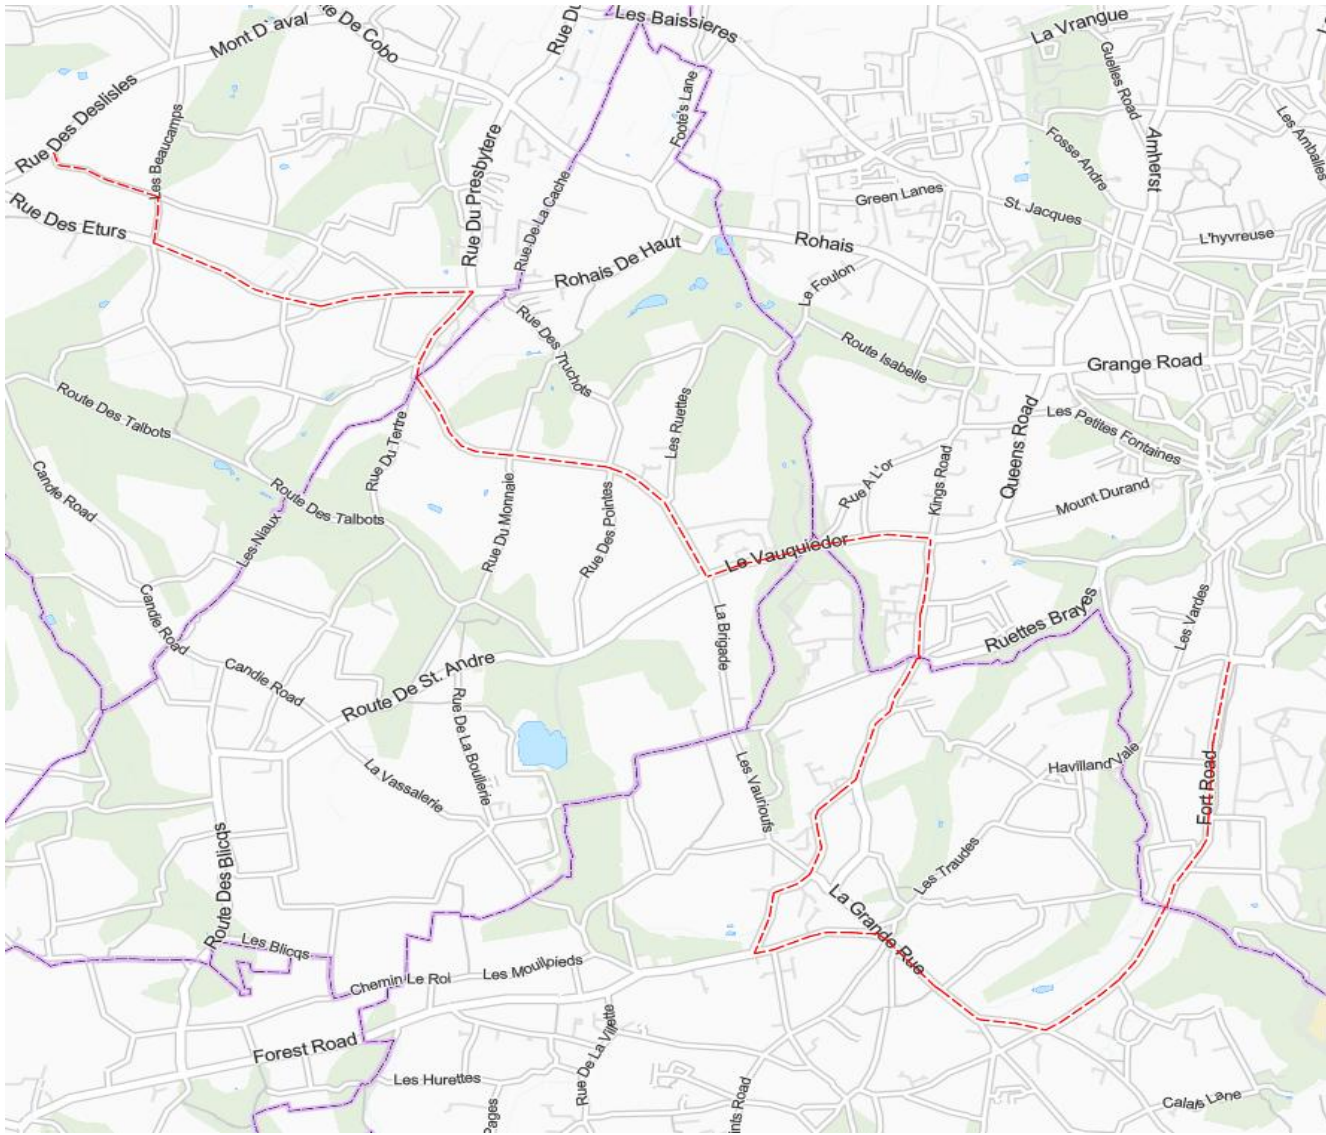 Les Baissieres
La Vrangue
Mont D'aval
Rue De Cobo
Rue Du
Guelles Road
Les Amballes
Rue Des Deslisles
Les Beaucamps
Foote's Lane
Fosse Andre
Amherst
Rue Du Presbytere
Rue De La Cache
Green Lanes
St. Jacques
Rue Des Eturs
Rohais De Haut
Rohais
L'hyvreuse
Le Foulon
Rue Des Truchots
Route Isabelle
Grange Road
Route Des Talbots
Les Ruettes
Rue Du Tertre
Queens Road
Les Petites Fontaines
Candie Road
Route Des Talbots
Rue Du Monnaie
Rue Des Pointes
Rue A L'or
Kings Road
Mount Durand
Les Niaux
Le Vauquiedor
Candie Road
Candie Road
La Brigade
Ruettes Brayes
Les Vardes
Route De St. Andre
Rue De La Boullerie
La Vassalerie
Les Vaurioufs
Havilland Vale
Fort Road
Route Des Blicqs
Les Traudes
La Grande Rue
Les Blicqs
Chemin Le Roi
Les Mouilpieds
Forest Road
Rue De La Villette
Les Hurettes
Pages
ints Road
Calais Lane